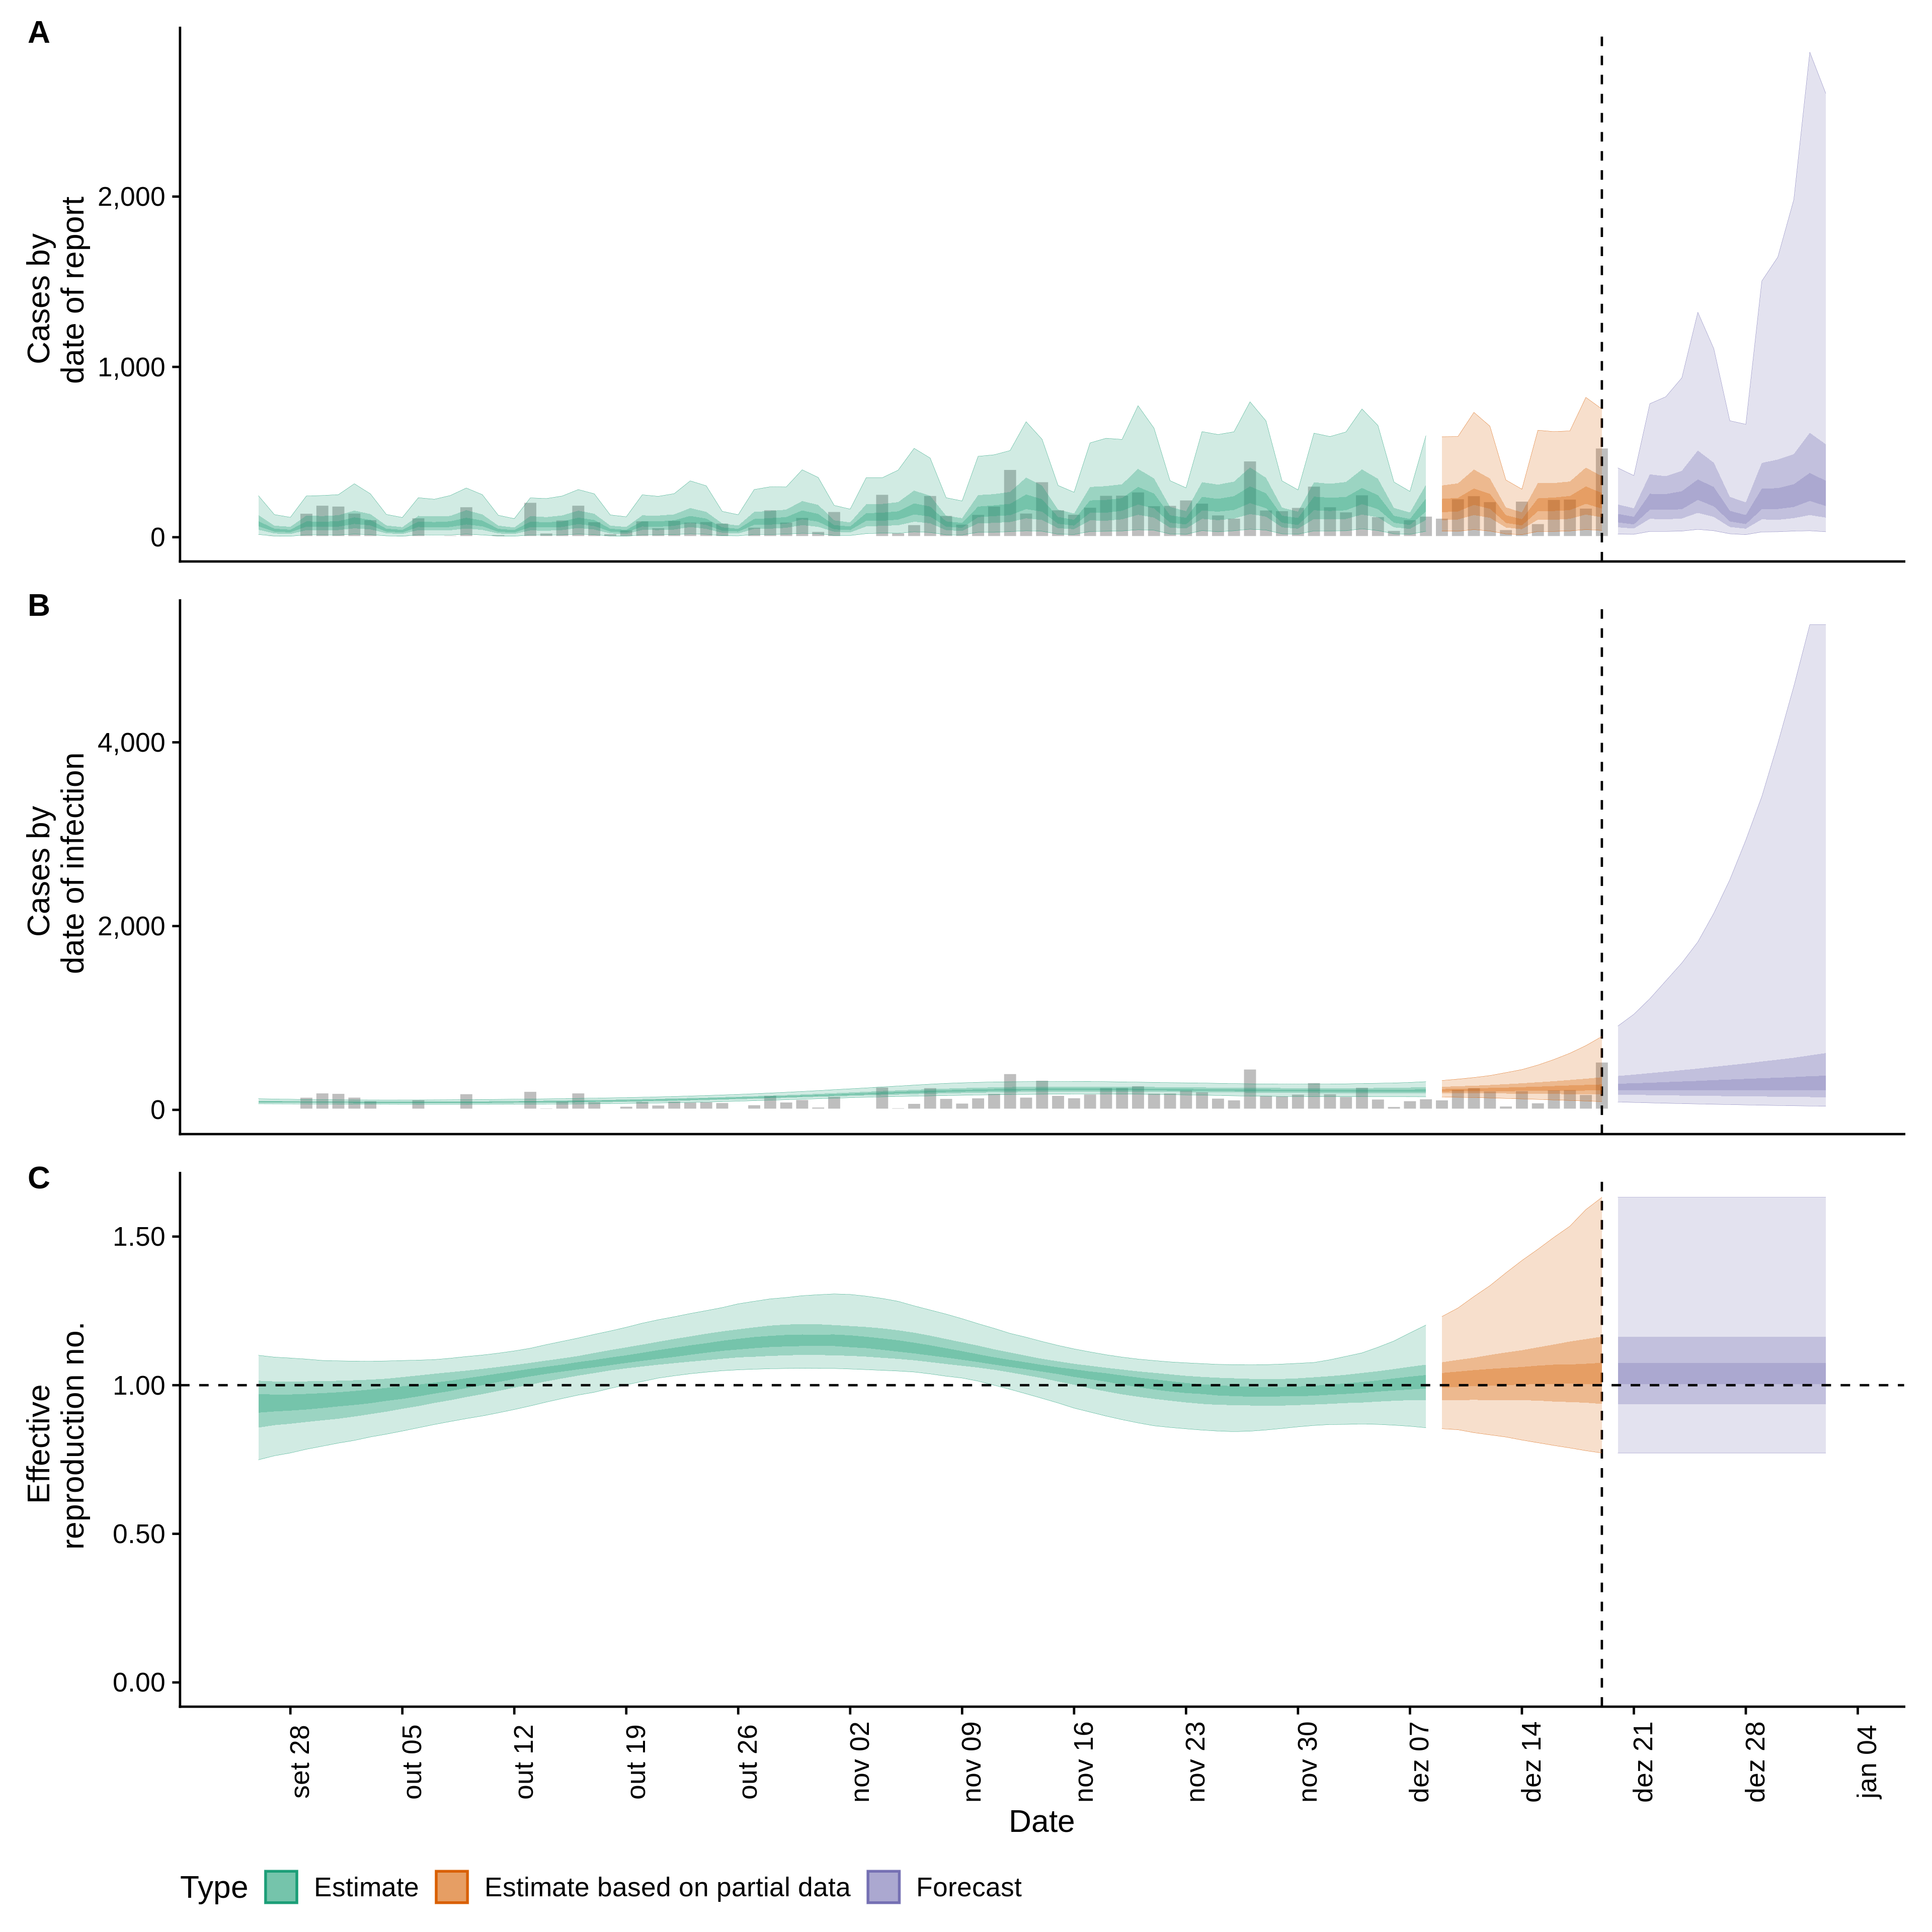 A
Cases by
date of report
2,000
1,000
0
B
Cases by
date of infection
4,000
2,000
0
C
Effective
reproduction no.
1.50
1.00
0.50
0.00
set 28
out 05
out 12
out 19
out 26
nov 02
nov 09
nov 16
nov 23
nov 30
dez 07
dez 14
dez 21
dez 28
jan 04
Date
Type Estimate Estimate based on partial data Forecast